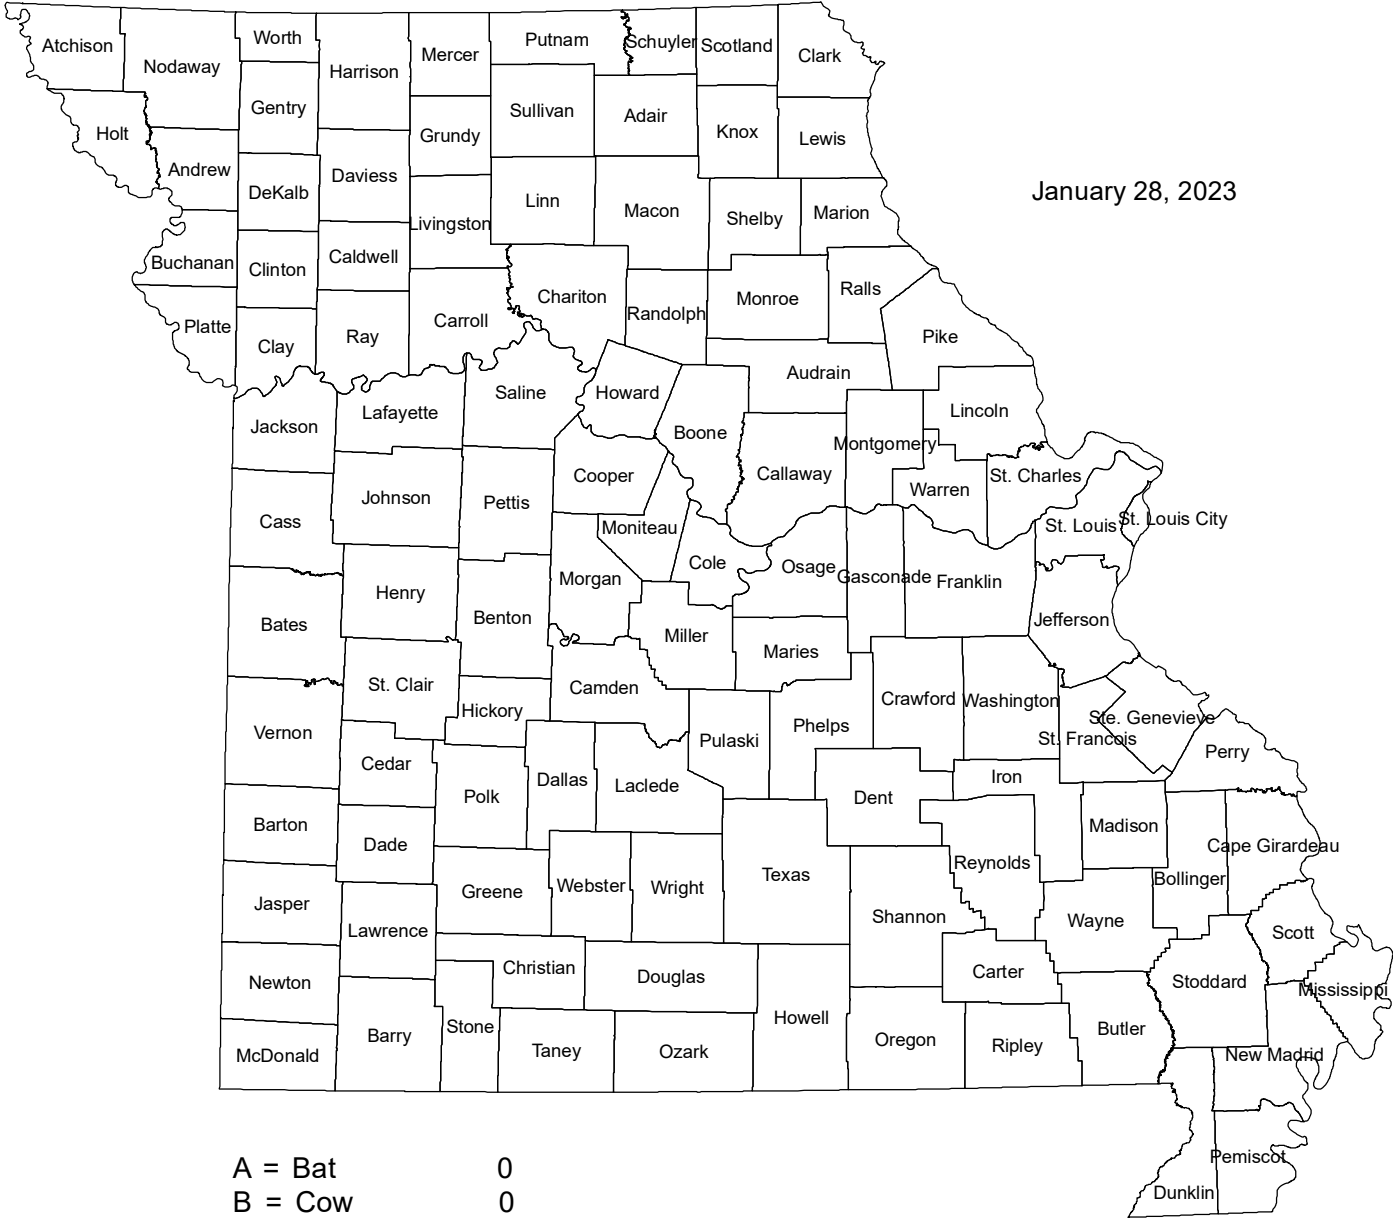 Atchison
Nodaway
Worth
Harrison
Mercer
Putnam
Schuyler
Scotland
Clark
Gentry
Sullivan
Adair
Knox
Lewis
Holt
Grundy
Andrew
DeKalb
Daviess
Livingston
Linn
Macon
Shelby
Marion
January 28, 2023
Buchanan
Clinton
Caldwell
Chariton
Randolph
Monroe
Ralls
Platte
Clay
Ray
Carroll
Pike
Audrain
Saline
Howard
Jackson
Lafayette
Boone
Lincoln
Montgomery
Callaway
Cooper
Johnson
Pettis
Warren
St. Charles
Cass
Moniteau
St. Louis
St. Louis City
Cole
Osage
Gasconade
Franklin
Henry
Morgan
Bates
Benton
Miller
Maries
Jefferson
St. Clair
Camden
Hickory
Crawford
Washington
Vernon
Pulaski
Phelps
Ste. Genevieve
St. Francois
Perry
Cedar
Dallas
Laclede
Iron
Polk
Dent
Barton
Dade
Madison
Cape Girardeau
Reynolds
Greene
Webster
Wright
Texas
Bollinger
Jasper
Lawrence
Shannon
Wayne
Scott
Newton
Christian
Douglas
Carter
Stoddard
Mississippi
Howell
Barry
Stone
Oregon
Ripley
Butler
McDonald
Taney
Ozark
New Madrid
Pemiscot
Dunklin
A = Bat 0
B = Cow 0